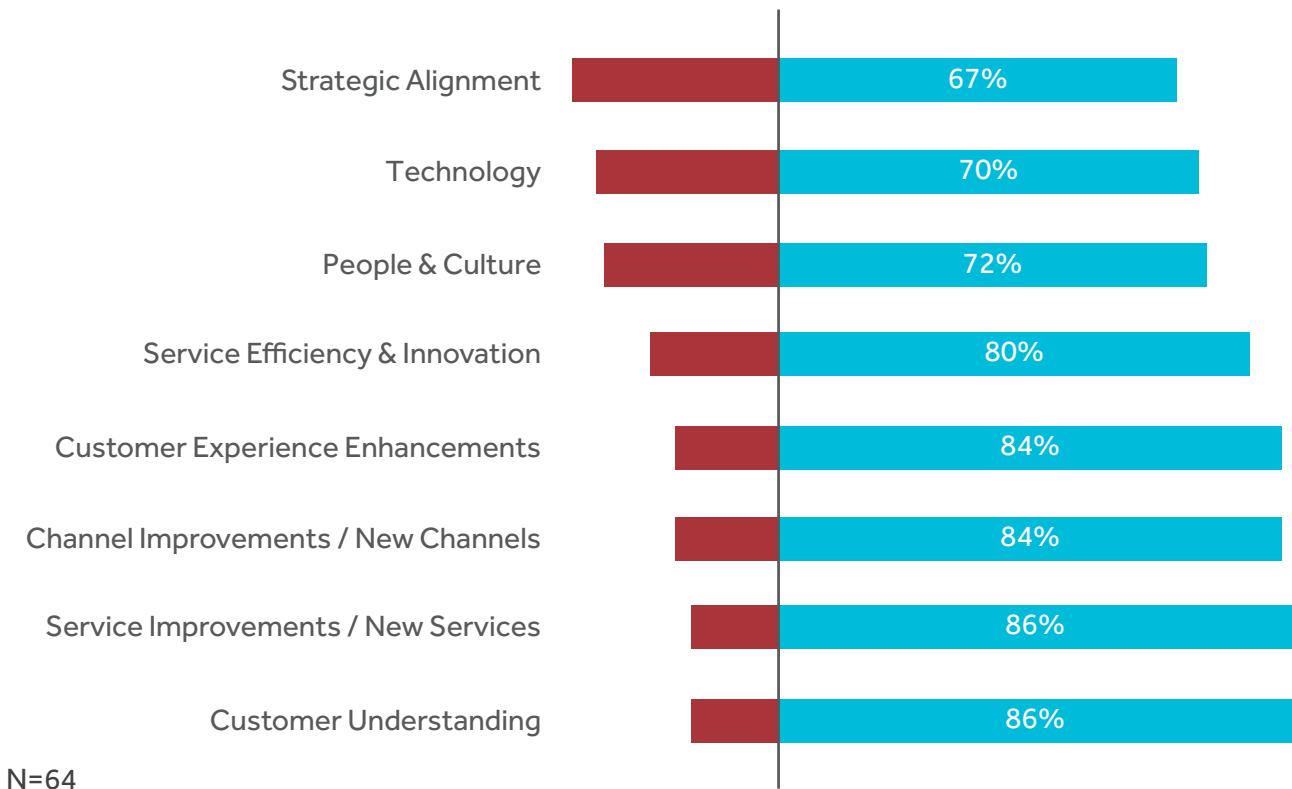 Strategic Alignment 67%
Technology 70%
People & Culture 72%
Service Efficiency & Innovation 80%
Customer Experience Enhancements 84%
Channel Improvements / New Channels 84%
Service Improvements / New Services 86%
Customer Understanding 86%
N=64